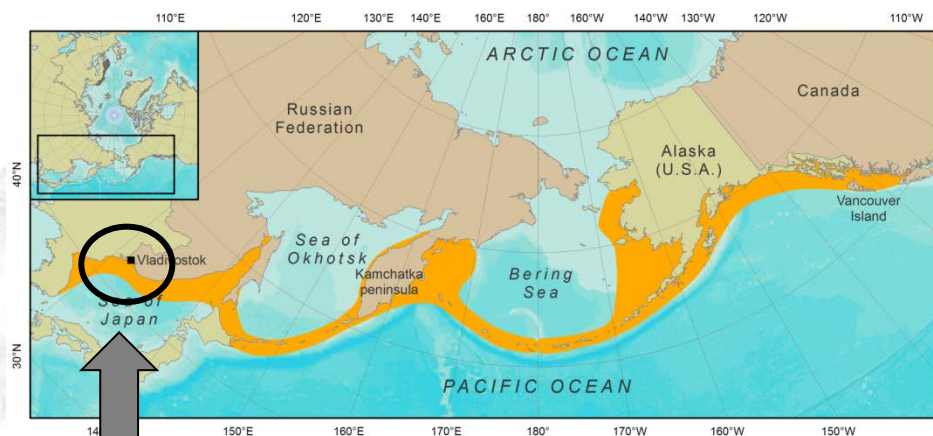 110°E 120°E 130°E 140°E 160°E 180° 160°W 140°W 130°W 120°W 110°W
ARCTIC OCEAN
Russian
Federation
Canada
Alaska
(U.S.A.)
40°N
Vancouver
Island
Vladivostok
Sea of
Okhotsk
Kamchatka
peninsula
Bering
Sea
Sea of
Japan
30°N
PACIFIC OCEAN
150°E 160°E 170°E 180° 170°W 160°W 150°W